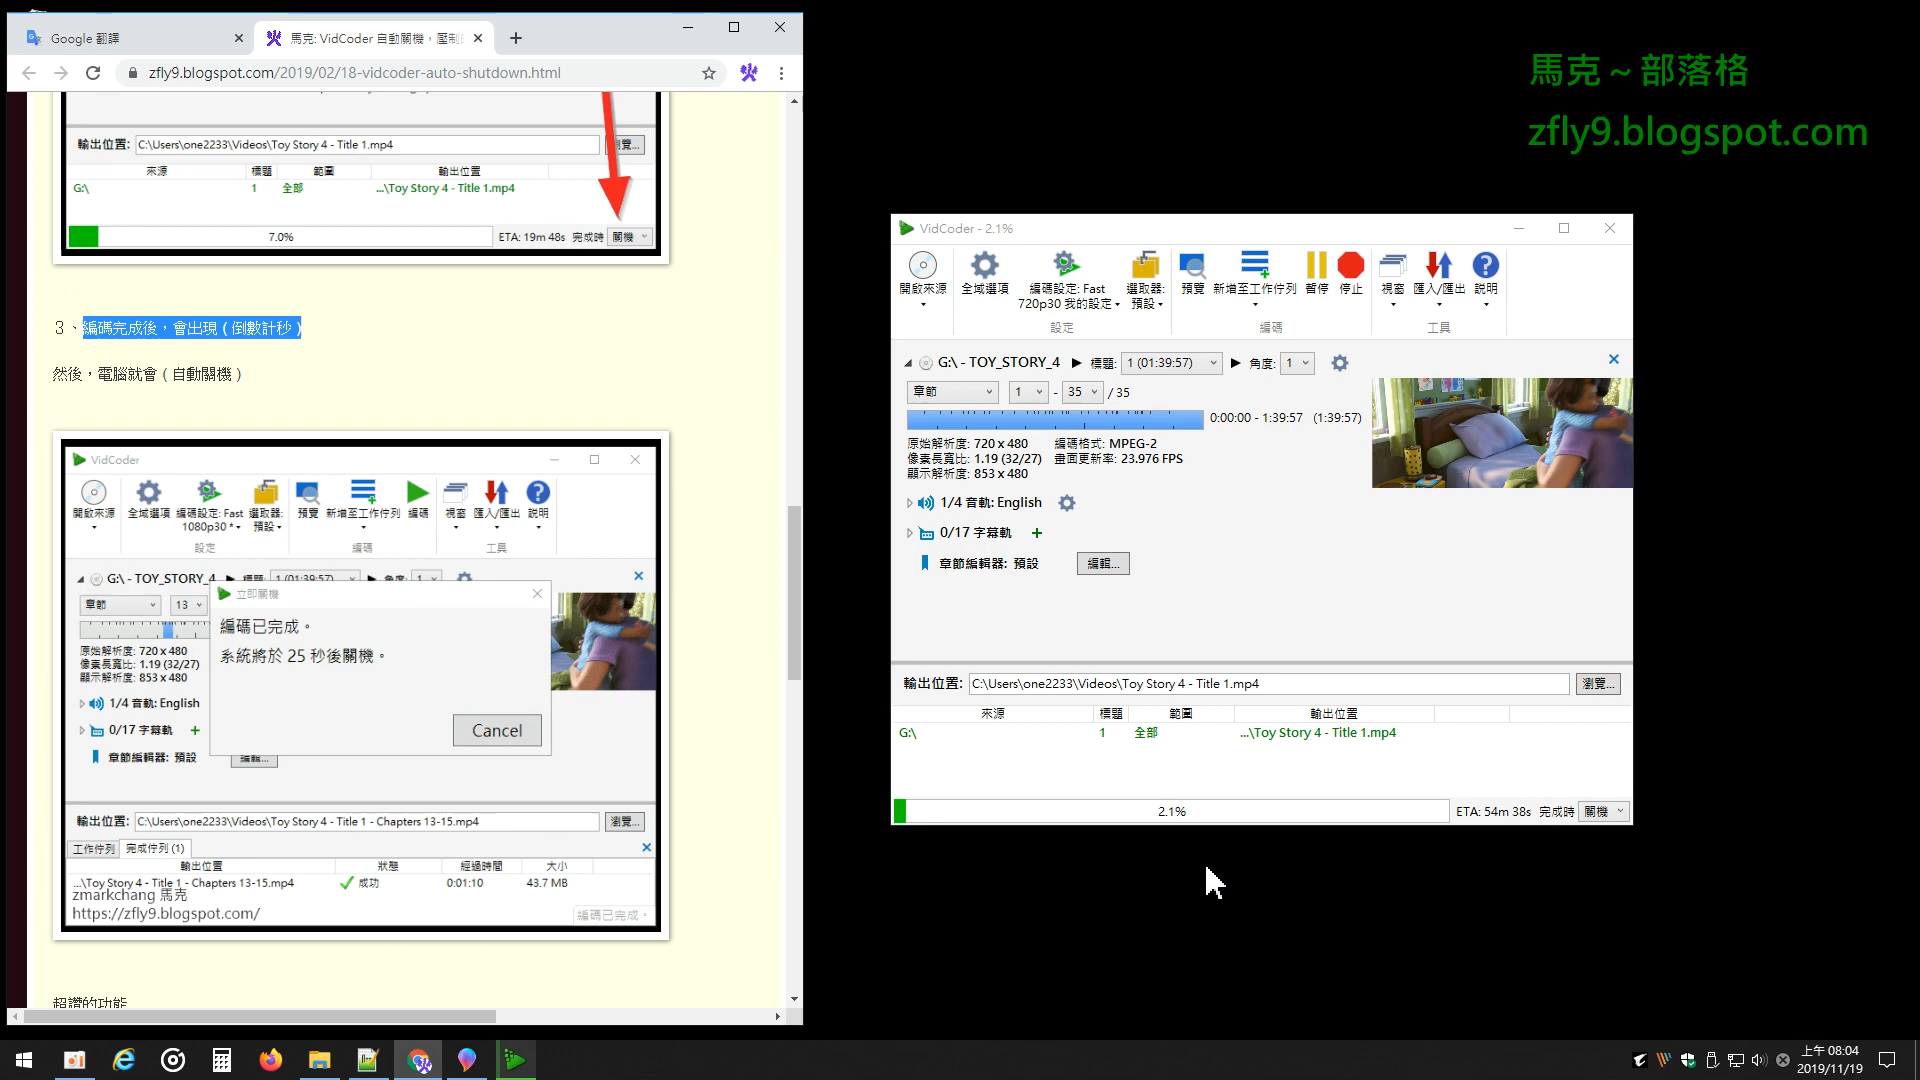 Google 翻譯
馬克: VidCoder 自動關機，壓制
zfly9.blogspot.com/2019/02/18-vidcoder-auto-shutdown.html
輸出位置: C:\Users\one2233\Videos\Toy Story 4 - Title 1.mp4
來源 標題 範圍 輸出位置
G:\ 1 全部 ...\Toy Story 4 - Title 1.mp4
7.0% ETA: 19m 48s 完成時 關機
3、編碼完成後，會出現 ( 倒數計秒 )
然後，電腦就會 ( 自動關機 )
VidCoder
開啟來源 全域選項 編碼設定: Fast 選取器: 預覽 新增至工作佇列 編碼 視窗 匯入/匯出 說明
1080p30 * 預設
設定 編碼 工具
G:\ - TOY_STORY_4 標題: 1 (01:39:57) 角度: 1
章節 13
立即關機
編碼已完成。
系統將於 25 秒後關機。
Cancel
原始解析度: 720 x 480
像素長寬比: 1.19 (32/27)
顯示解析度: 853 x 480
1/4 音軌: English
0/17 字幕軌
章節編輯器: 預設 編輯...
輸出位置: C:\Users\one2233\Videos\Toy Story 4 - Title 1 - Chapters 13-15.mp4 瀏覽...
工作佇列 完成佇列 (1)
輸出位置 狀態 經過時間 大小
...\Toy Story 4 - Title 1 - Chapters 13-15.mp4 成功 0:01:10 43.7 MB
zmarkchang 馬克
https://zfly9.blogspot.com/
編碼已完成。
超讚的功能
馬克～部落格
zfly9.blogspot.com
VidCoder - 2.1%
開啟來源 全域選項 編碼設定: Fast 選取器: 預覽 新增至工作佇列 暫停 停止 視窗 匯入/匯出 說明
720p30 我的設定 預設
設定 編碼 工具
G:\ - TOY_STORY_4 標題: 1 (01:39:57) 角度: 1
章節 1 - 35 / 35
0:00:00 - 1:39:57 (1:39:57)
原始解析度: 720 x 480 編碼格式: MPEG-2
像素長寬比: 1.19 (32/27) 畫面更新率: 23.976 FPS
顯示解析度: 853 x 480
1/4 音軌: English
0/17 字幕軌
章節編輯器: 預設 編輯...
輸出位置: C:\Users\one2233\Videos\Toy Story 4 - Title 1.mp4 瀏覽...
來源 標題 範圍 輸出位置
G:\ 1 全部 ...\Toy Story 4 - Title 1.mp4
2.1% ETA: 54m 38s 完成時 關機
上午 08:04
2019/11/19